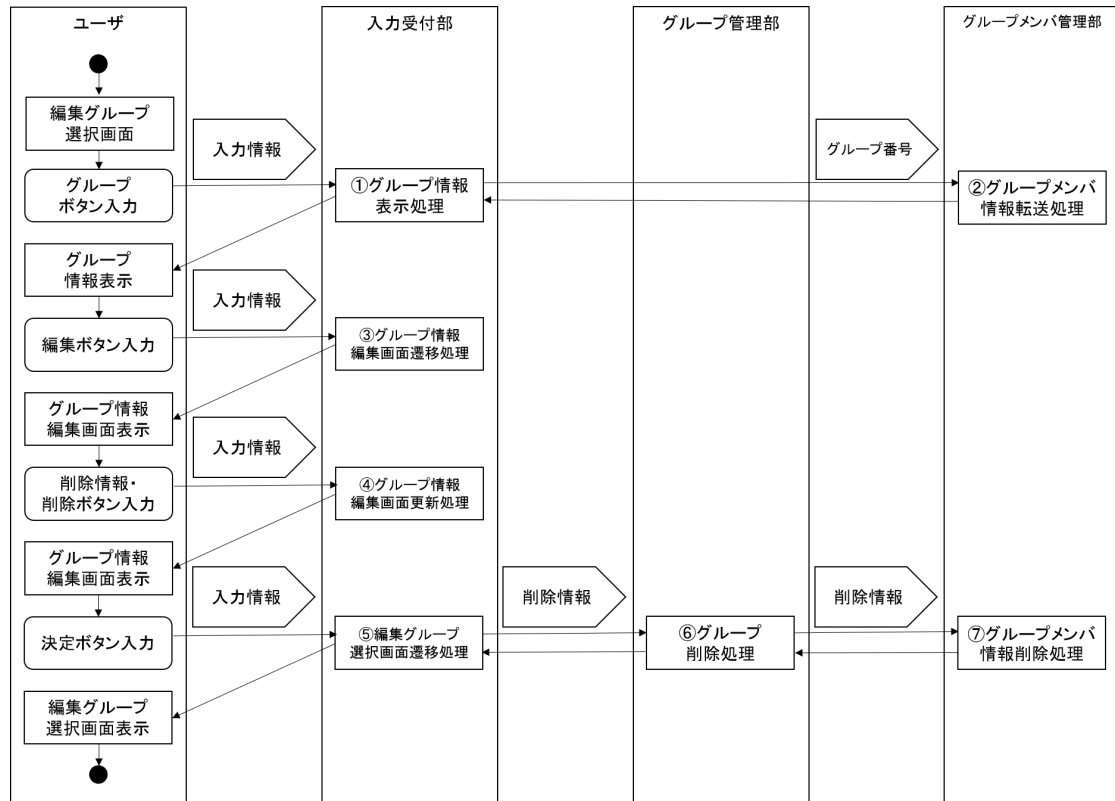 ユーザ
入力受付部
グループ管理部
グループメンバ管理部
編集グループ
選択画面
入力情報
グループ番号
グループ
ボタン入力
①グループ情報
表示処理
②グループメンバ
情報転送処理
グループ
情報表示
入力情報
編集ボタン入力
③グループ情報
編集画面遷移処理
グループ情報
編集画面表示
入力情報
削除情報・
削除ボタン入力
④グループ情報
編集画面更新処理
グループ情報
編集画面表示
入力情報
削除情報
削除情報
決定ボタン入力
⑤編集グループ
選択画面遷移処理
⑥グループ
削除処理
⑦グループメンバ
情報削除処理
編集グループ
選択画面表示